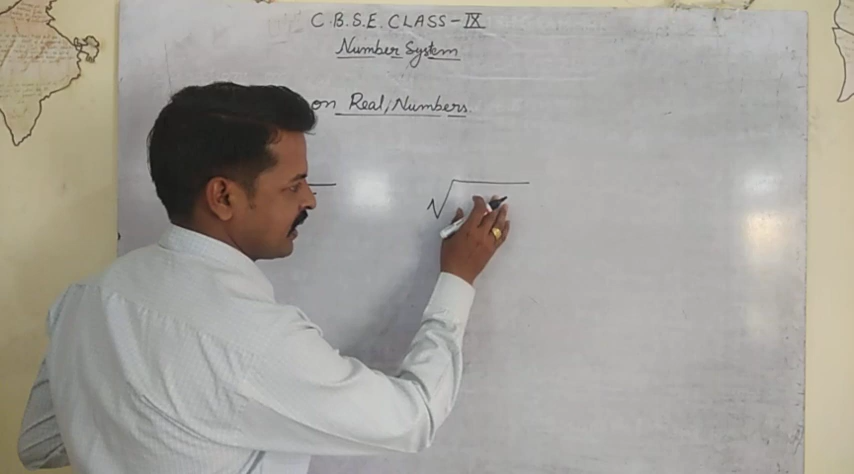 C.B.S.E. CLASS - IX
Number System
on Real Numbers
√